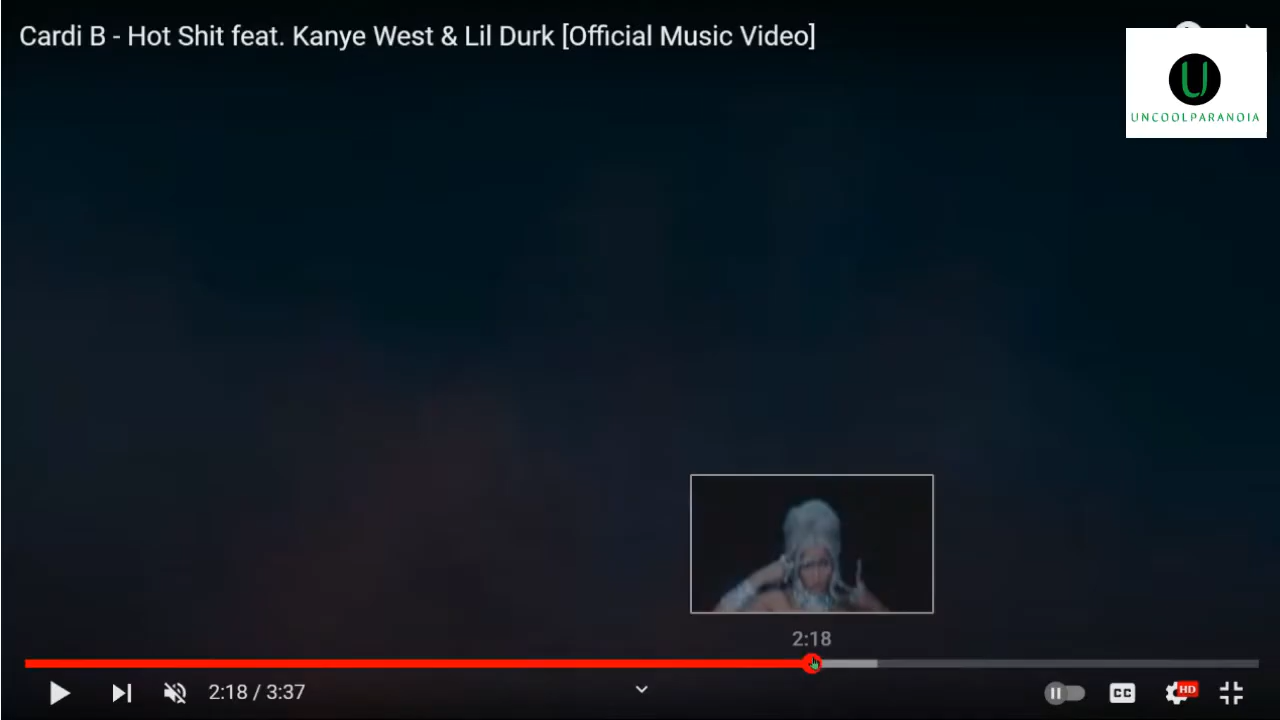 Cardi B - Hot Shit feat. Kanye West & Lil Durk [Official Music Video]
U
UNCOOLPARANOIA
2:18
2:18 / 3:37
CC
HD